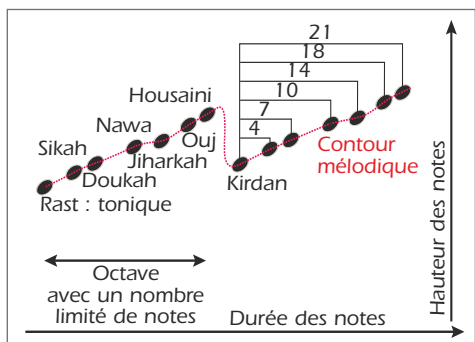 21
18
14
10
7
4
Housaini
Nawa
Ouj
Sikah
Jiharkah
Doukah
Kirdan
Rast : tonique
Contour
mélodique
Octave
avec un nombre
limité de notes
Durée des notes
Hauteur des notes